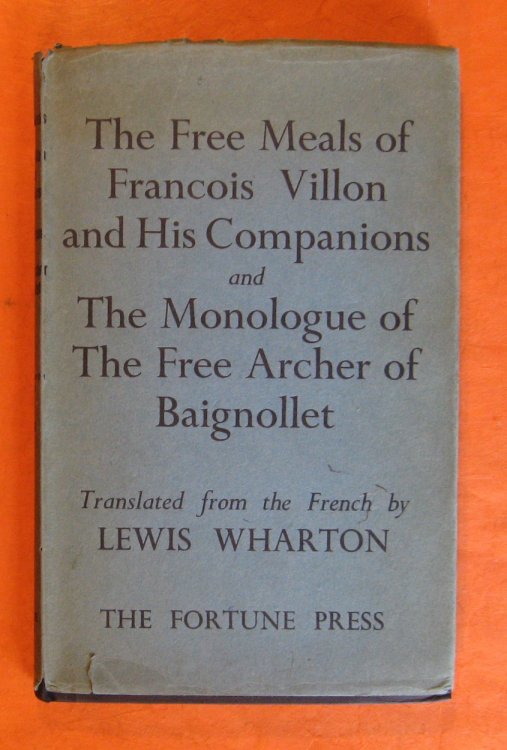 The Free Meals of
Francois Villon
and His Companions
and
The Monologue of
The Free Archer of
Baignollet
Translated from the French by
LEWIS WHARTON
THE FORTUNE PRESS